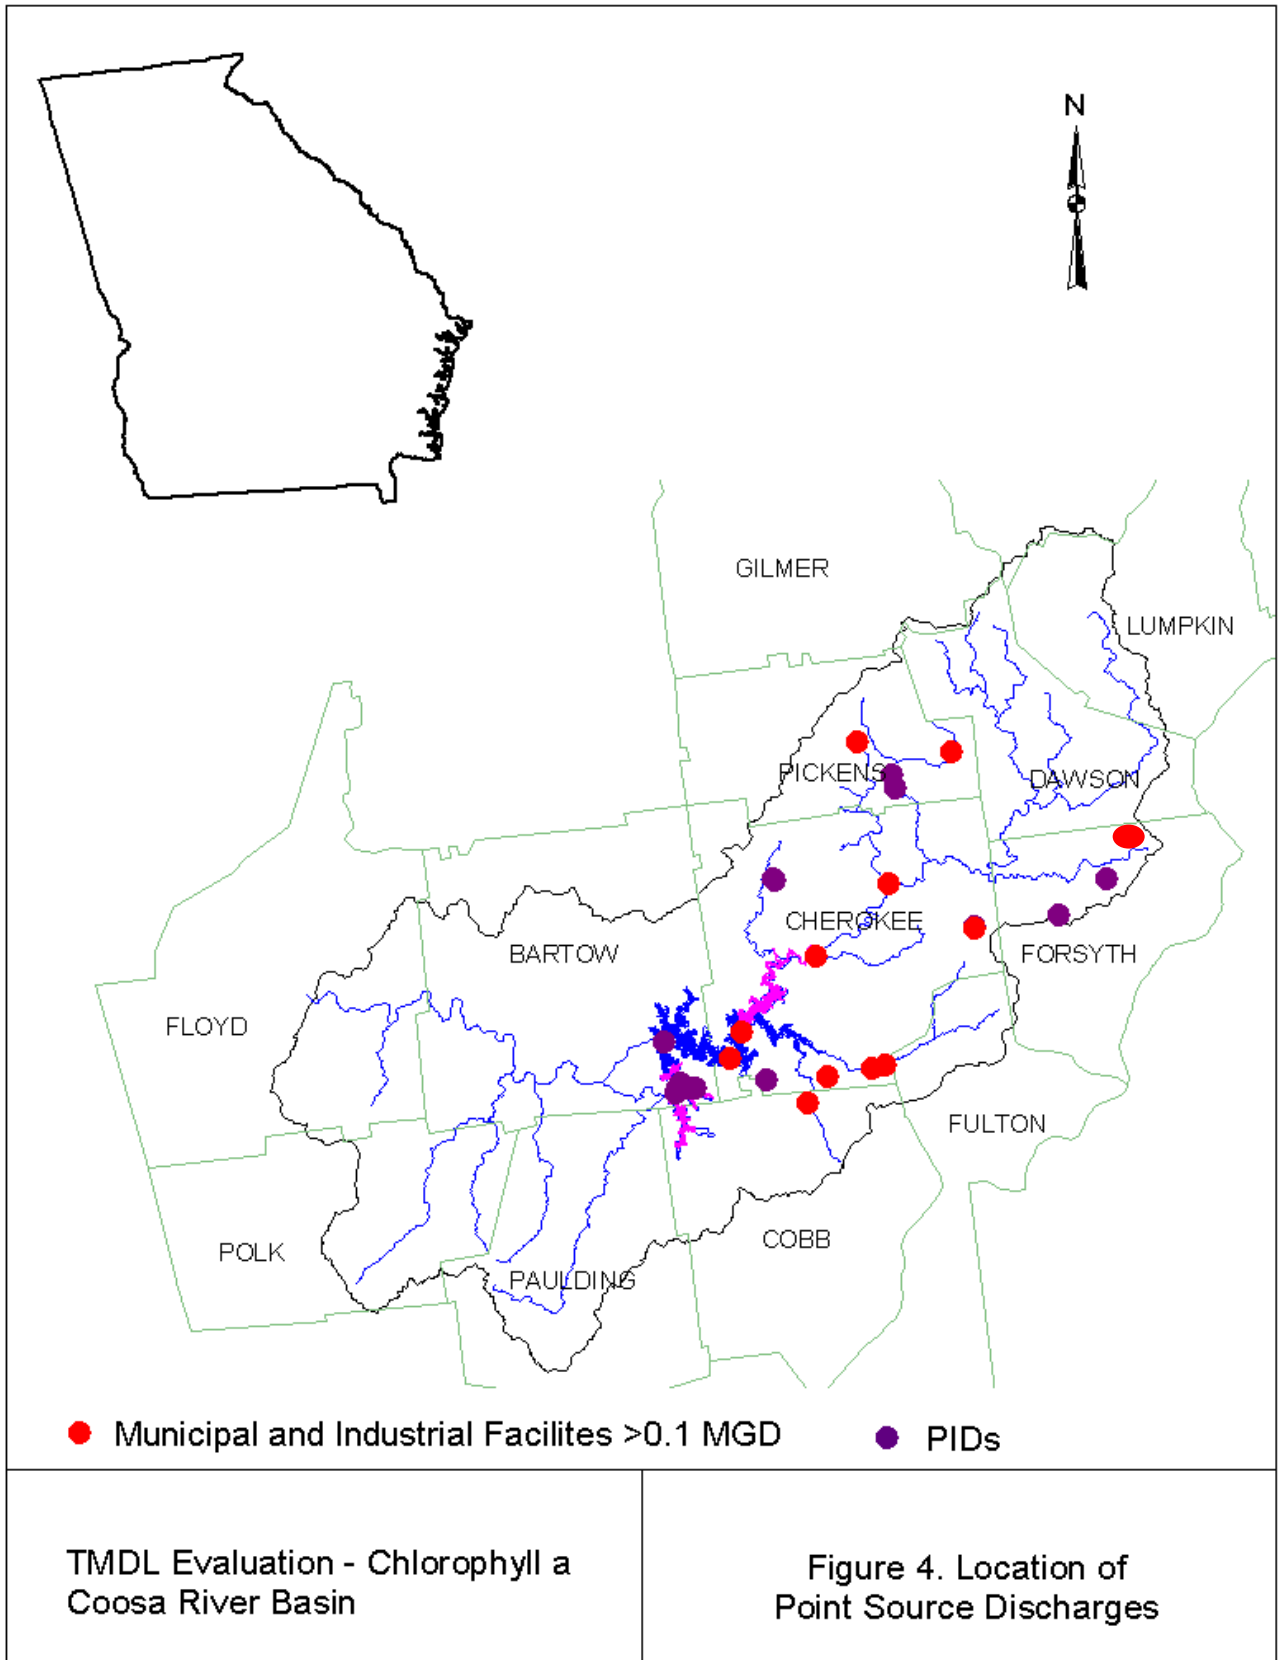 N
GILMER
LUMPKIN
PICKENS
DAWSON
CHEROKEE
BARTOW
FORSYTH
FLOYD
FULTON
COBB
POLK
PAULDING
Municipal and Industrial Facilites >0.1 MGD
PIDs
TMDL Evaluation - Chlorophyll a
Coosa River Basin
Figure 4. Location of
Point Source Discharges